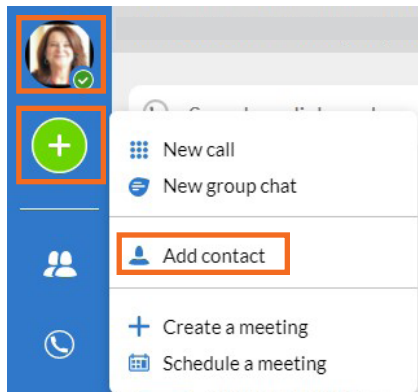 New call
New group chat
Add contact
Create a meeting
Schedule a meeting